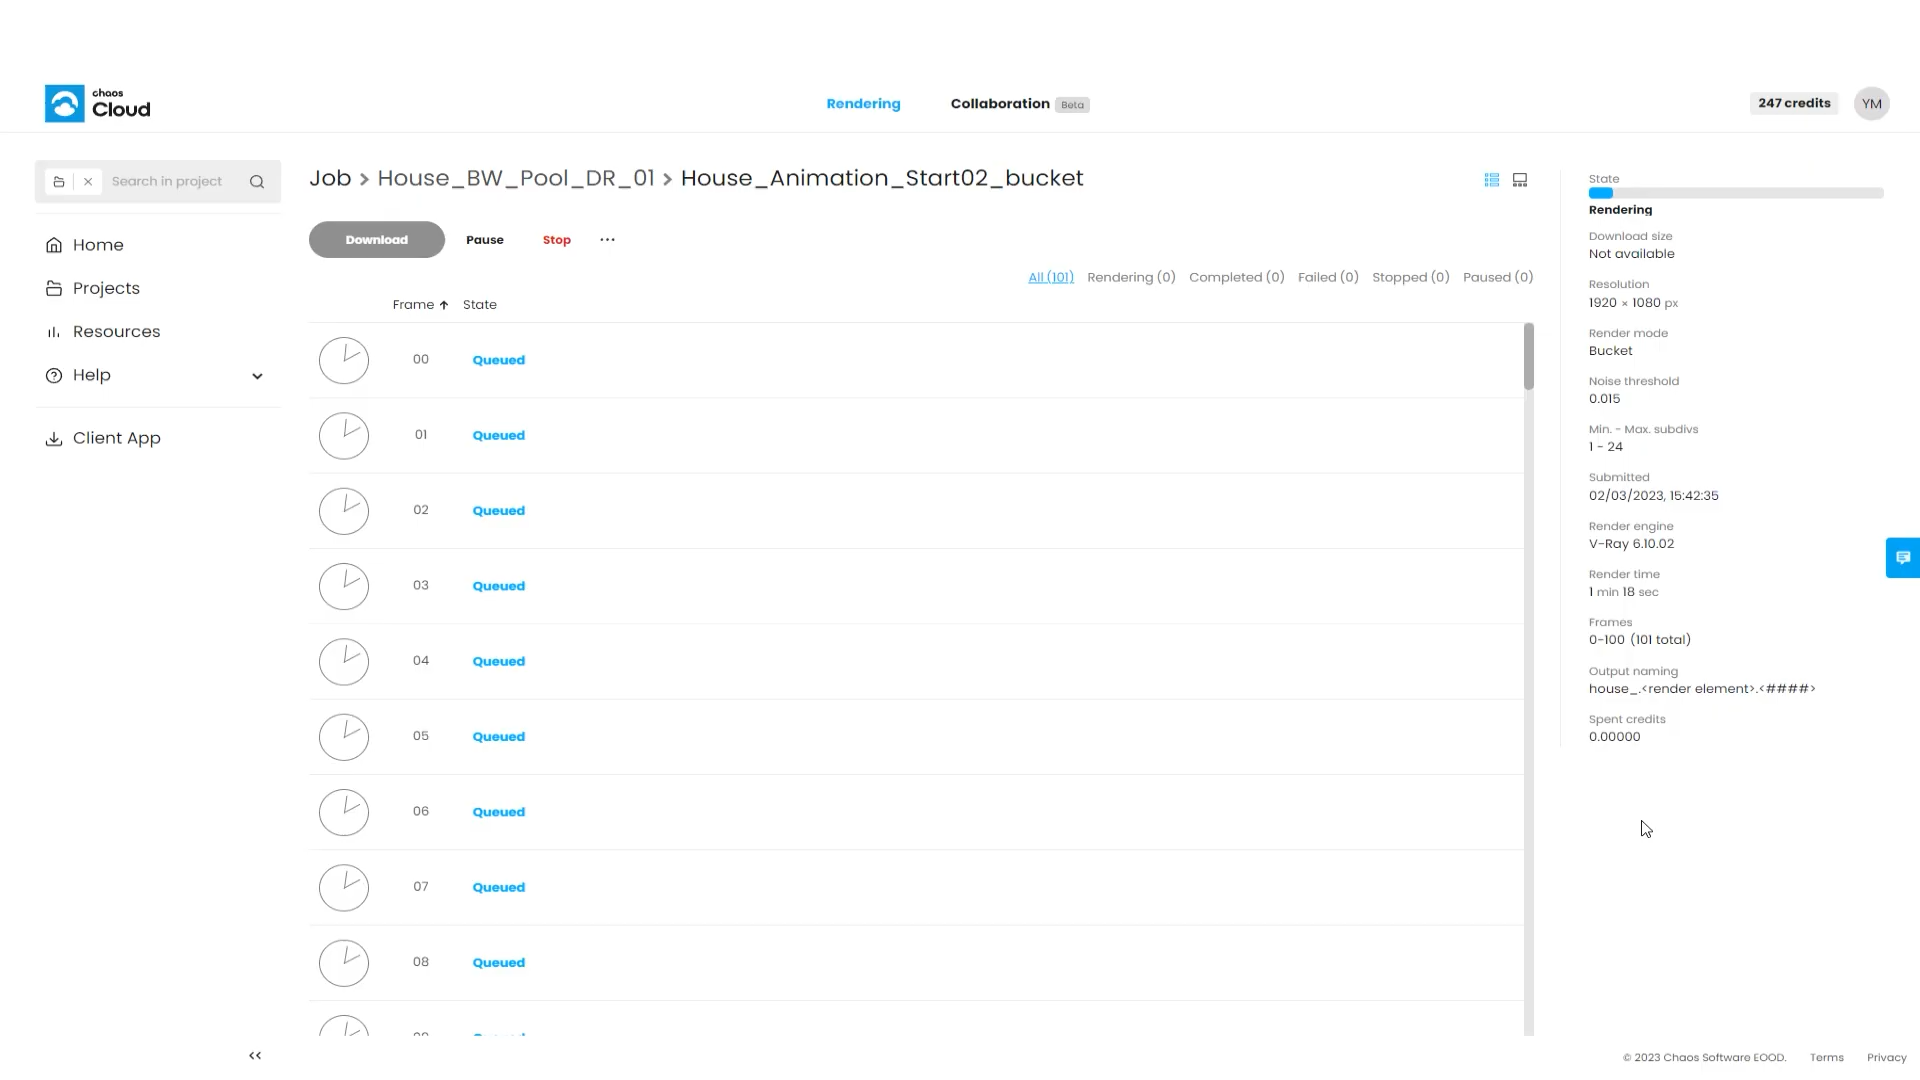 chaos
Cloud
Rendering
Collaboration Beta
247 credits
YM
Search in project
Home
Projects
Resources
Help
Client App
Job > House_BW_Pool_DR_01 > House_Animation_Start02_bucket
Download
Pause
Stop
...
All (101) Rendering (0) Completed (0) Failed (0) Stopped (0) Paused (0)
Frame ↑ State
00 Queued
01 Queued
02 Queued
03 Queued
04 Queued
05 Queued
06 Queued
07 Queued
08 Queued
State
Rendering
Download size
Not available
Resolution
1920 × 1080 px
Render mode
Bucket
Noise threshold
0.015
Min. - Max. subdivs
1 - 24
Submitted
02/03/2023, 15:42:35
Render engine
V-Ray 6.10.02
Render time
1 min 18 sec
Frames
0-100 (101 total)
Output naming
house_.<render element>.<####>
Spent credits
0.00000
© 2023 Chaos Software EOOD. Terms Privacy